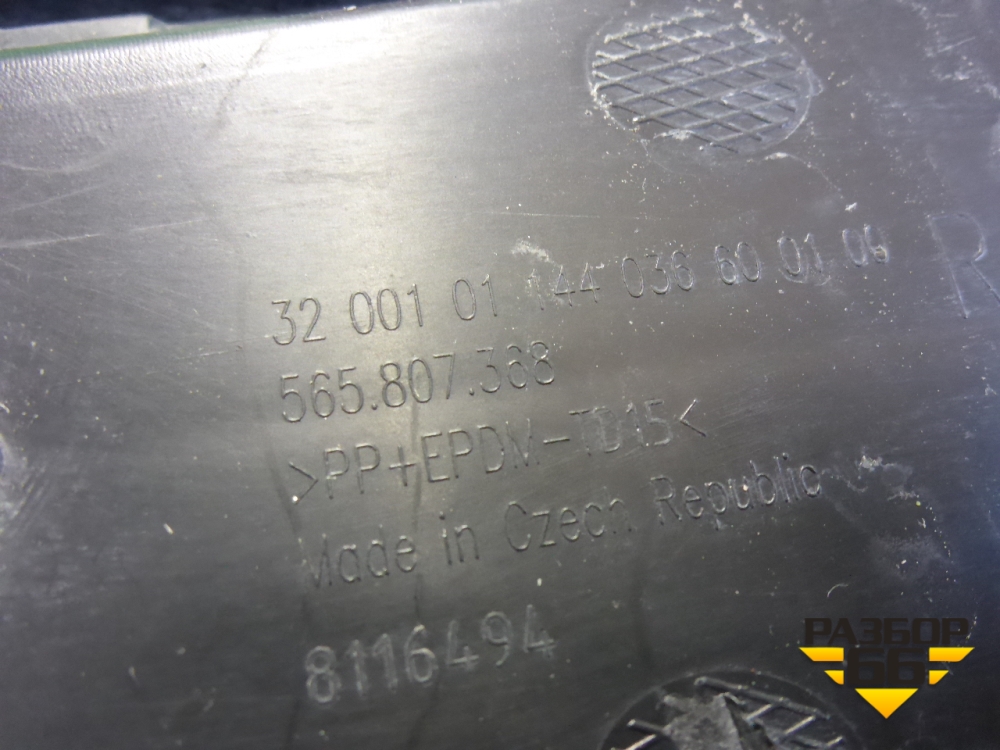 32 001 01 144 036 60 01 04
R
565.807.368
>PP+EPDM-TD15<
Made in Czech Republic
8116494
РАЗБОР
66